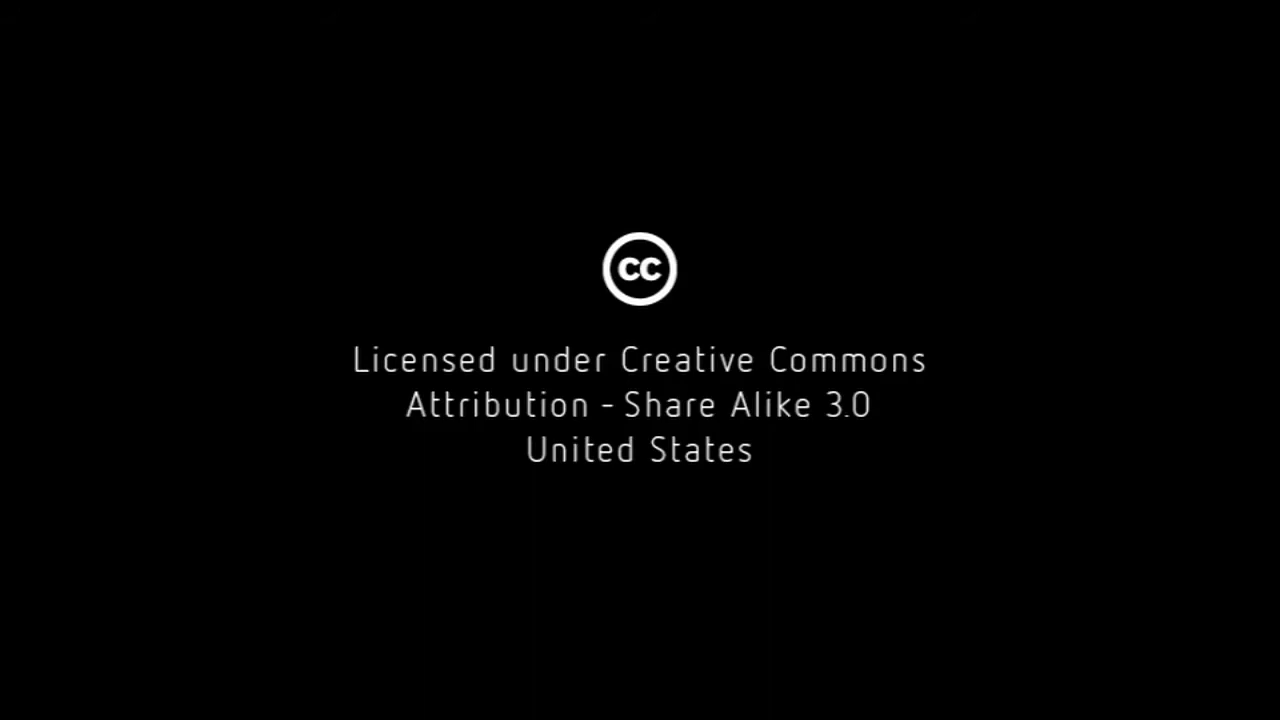 cc
Licensed under Creative Commons
Attribution - Share Alike 3.0
United States